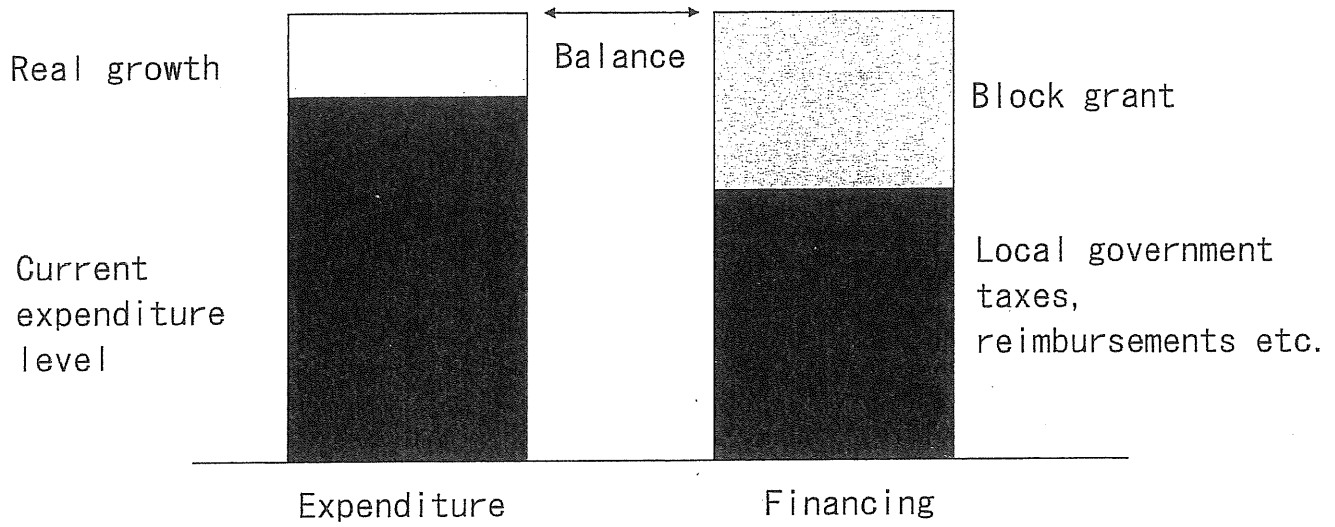 Real growth
Balance
Block grant
Current
expenditure
level
Local government
taxes,
reimbursements etc.
Expenditure
Financing